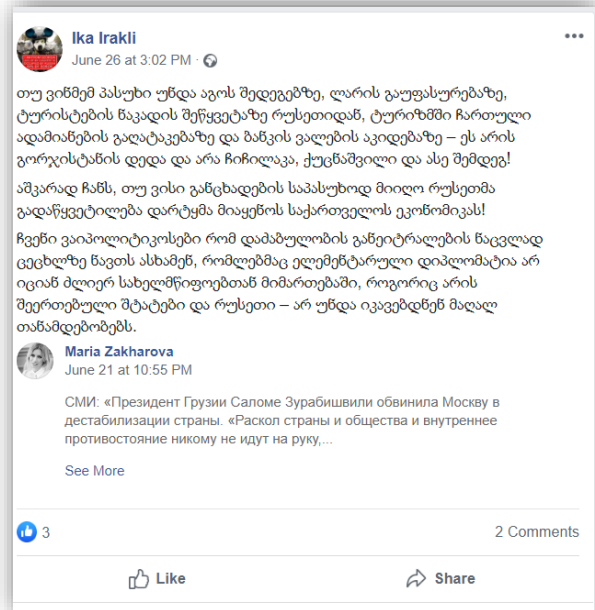 Ika Irakli
June 26 at 3:02 PM ·
თუ ვინმემ პასუხი უნდა აგოს შედეგებზე, ლარის გაუფასურებაზე,
ტურისტების ნაკადის შეწყვეტაზე რუსეთიდან, ტურიზმში ჩართული
ადამიანების გაღატაკებაზე და ბანკის ვალების აკიდებაზე – ეს არის
გორჯისტანის დედა და არა ჩიჩილაკა, ქუცნაშვილი და ასე შემდეგ!
აშკარად ჩანს, თუ ვისი განცხადების საპასუხოდ მიიღო რუსეთმა
გადაწყვეტილება დარტყმა მიაყენოს საქართველოს ეკონომიკას!
ჩვენი ვაიპოლიტიკოსები რომ დაძაბულობის განეიტრალების ნაცვლად
ცეცხლზე ნავთს ასხამენ, რომლებმაც ელემენტარული დიპლომატია არ
იციან ძლიერ სახელმწიფოებთან მიმართებაში, როგორიც არის
შეერთებული შტატები და რუსეთი – არ უნდა იკავებდნენ მაღალ
თანამდებობებს.
Maria Zakharova
June 21 at 10:55 PM
СМИ: «Президент Грузии Саломе Зурабишвили обвинила Москву в
дестабилизации страны. «Раскол страны и общества и внутреннее
противостояние никому не идут на руку,...
See More
3
2 Comments
Like
Share